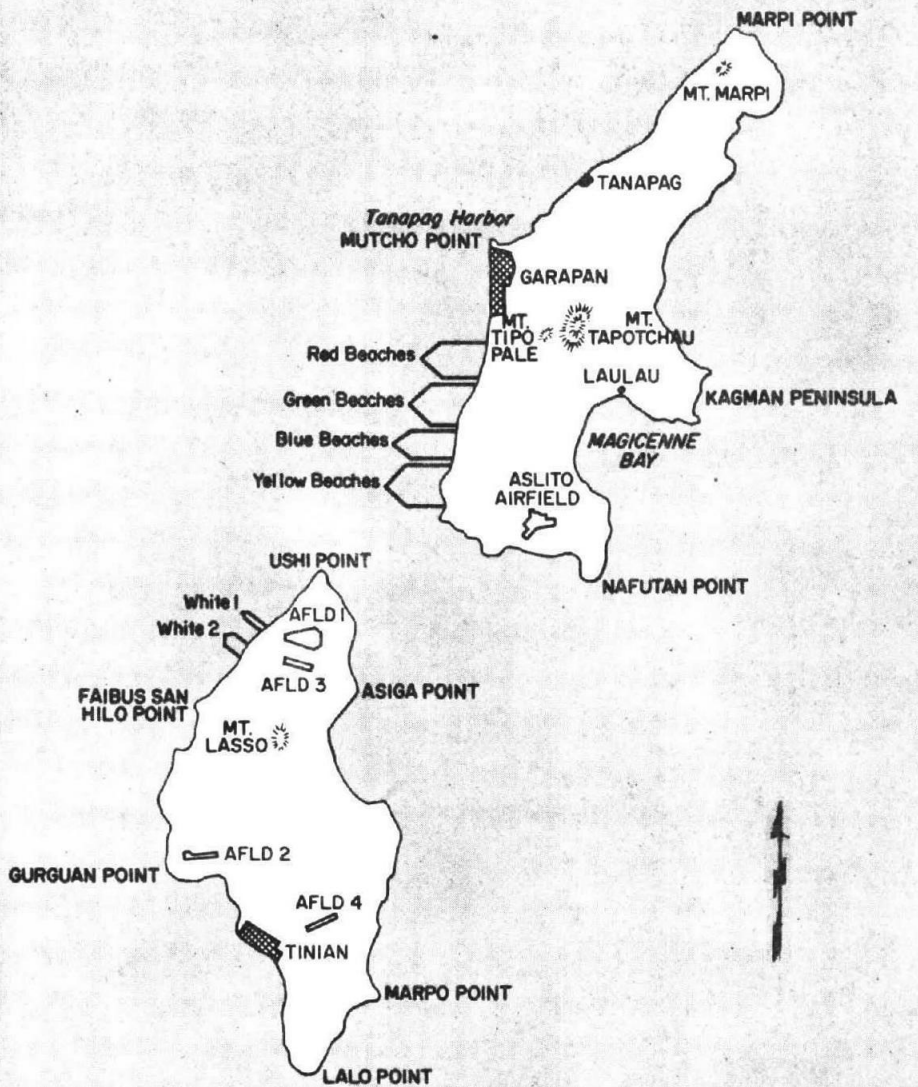 MARPI POINT
MT. MARPI
TANAPAG
Tanapag Harbor
MUTCHO POINT
GARAPAN
MT.
TIPO
PALE
MT.
TAPOTCHAU
Red Beaches
LAULAU
Green Beaches
KAGMAN PENINSULA
Blue Beaches
MAGICENNE
BAY
Yellow Beaches
ASLITO
AIRFIELD
NAFUTAN POINT
USHI POINT
White 1
White 2
AFLD 1
AFLD 3
ASIGA POINT
FAIBUS SAN
HILO POINT
MT.
LASSO
AFLD 2
GURGUAN POINT
AFLD 4
TINIAN
MARPO POINT
LALO POINT